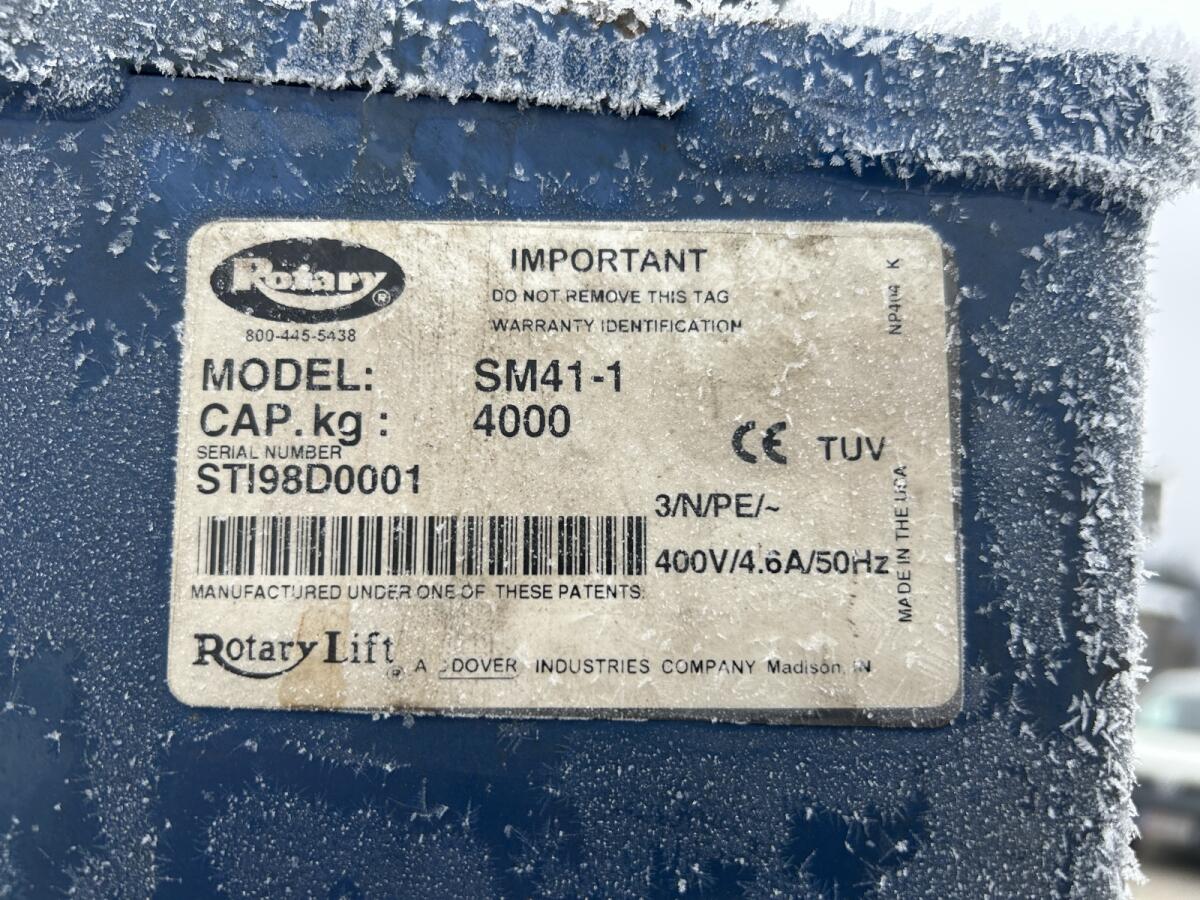 Rotary®
800-445-5438
IMPORTANT
DO NOT REMOVE THIS TAG
WARRANTY IDENTIFICATION
NP404 K
MODEL: SM41-1
CAP.kg: 4000
SERIAL NUMBER
STI98D0001
CE TUV
3/N/PE/~
400V/4.6A/50Hz
MADE IN THE USA
MANUFACTURED UNDER ONE OF THESE PATENTS:
Rotary Lift® A DOVER INDUSTRIES COMPANY Madison, IN